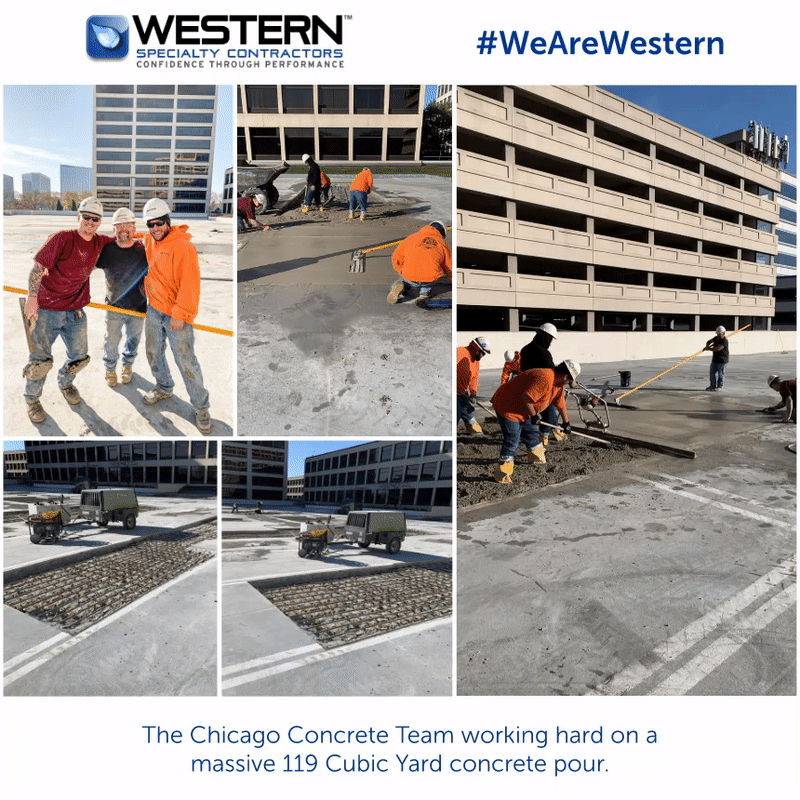 WESTERN™
SPECIALTY CONTRACTORS
CONFIDENCE THROUGH PERFORMANCE
#WeAreWestern
The Chicago Concrete Team working hard on a
massive 119 Cubic Yard concrete pour.